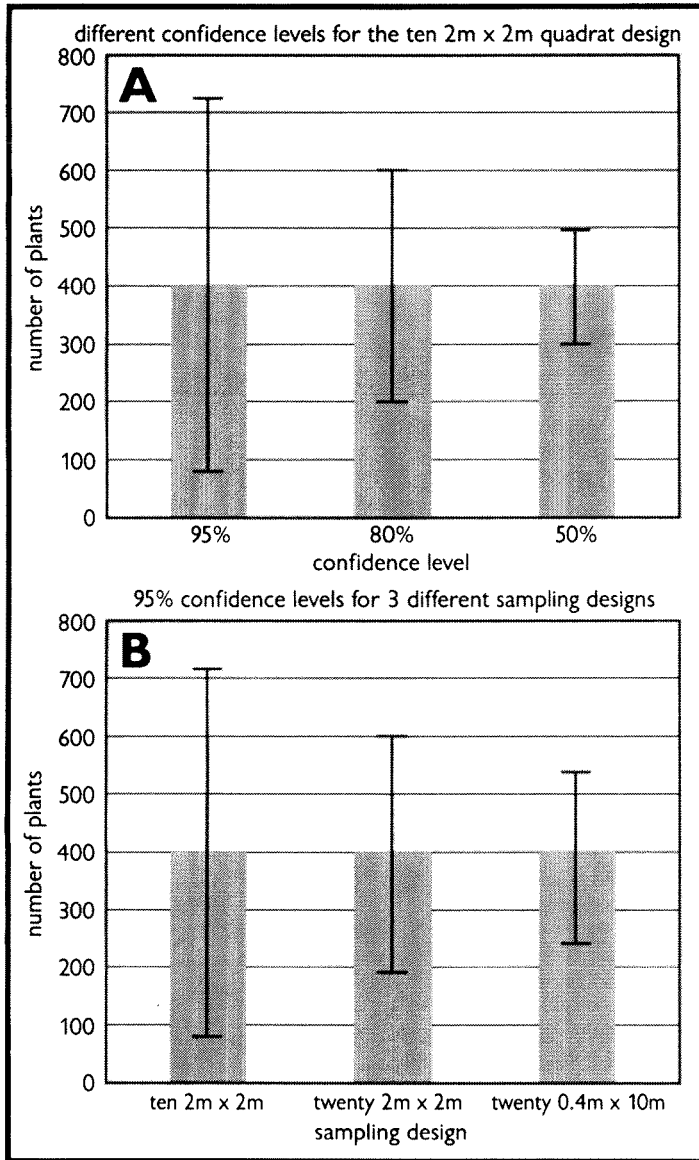 different confidence levels for the ten 2m x 2m quadrat design
A
800
700
600
500
400
300
200
100
0
number of plants
95% 80% 50%
confidence level
95% confidence levels for 3 different sampling designs
B
800
700
600
500
400
300
200
100
0
number of plants
ten 2m x 2m twenty 2m x 2m twenty 0.4m x 10m
sampling design